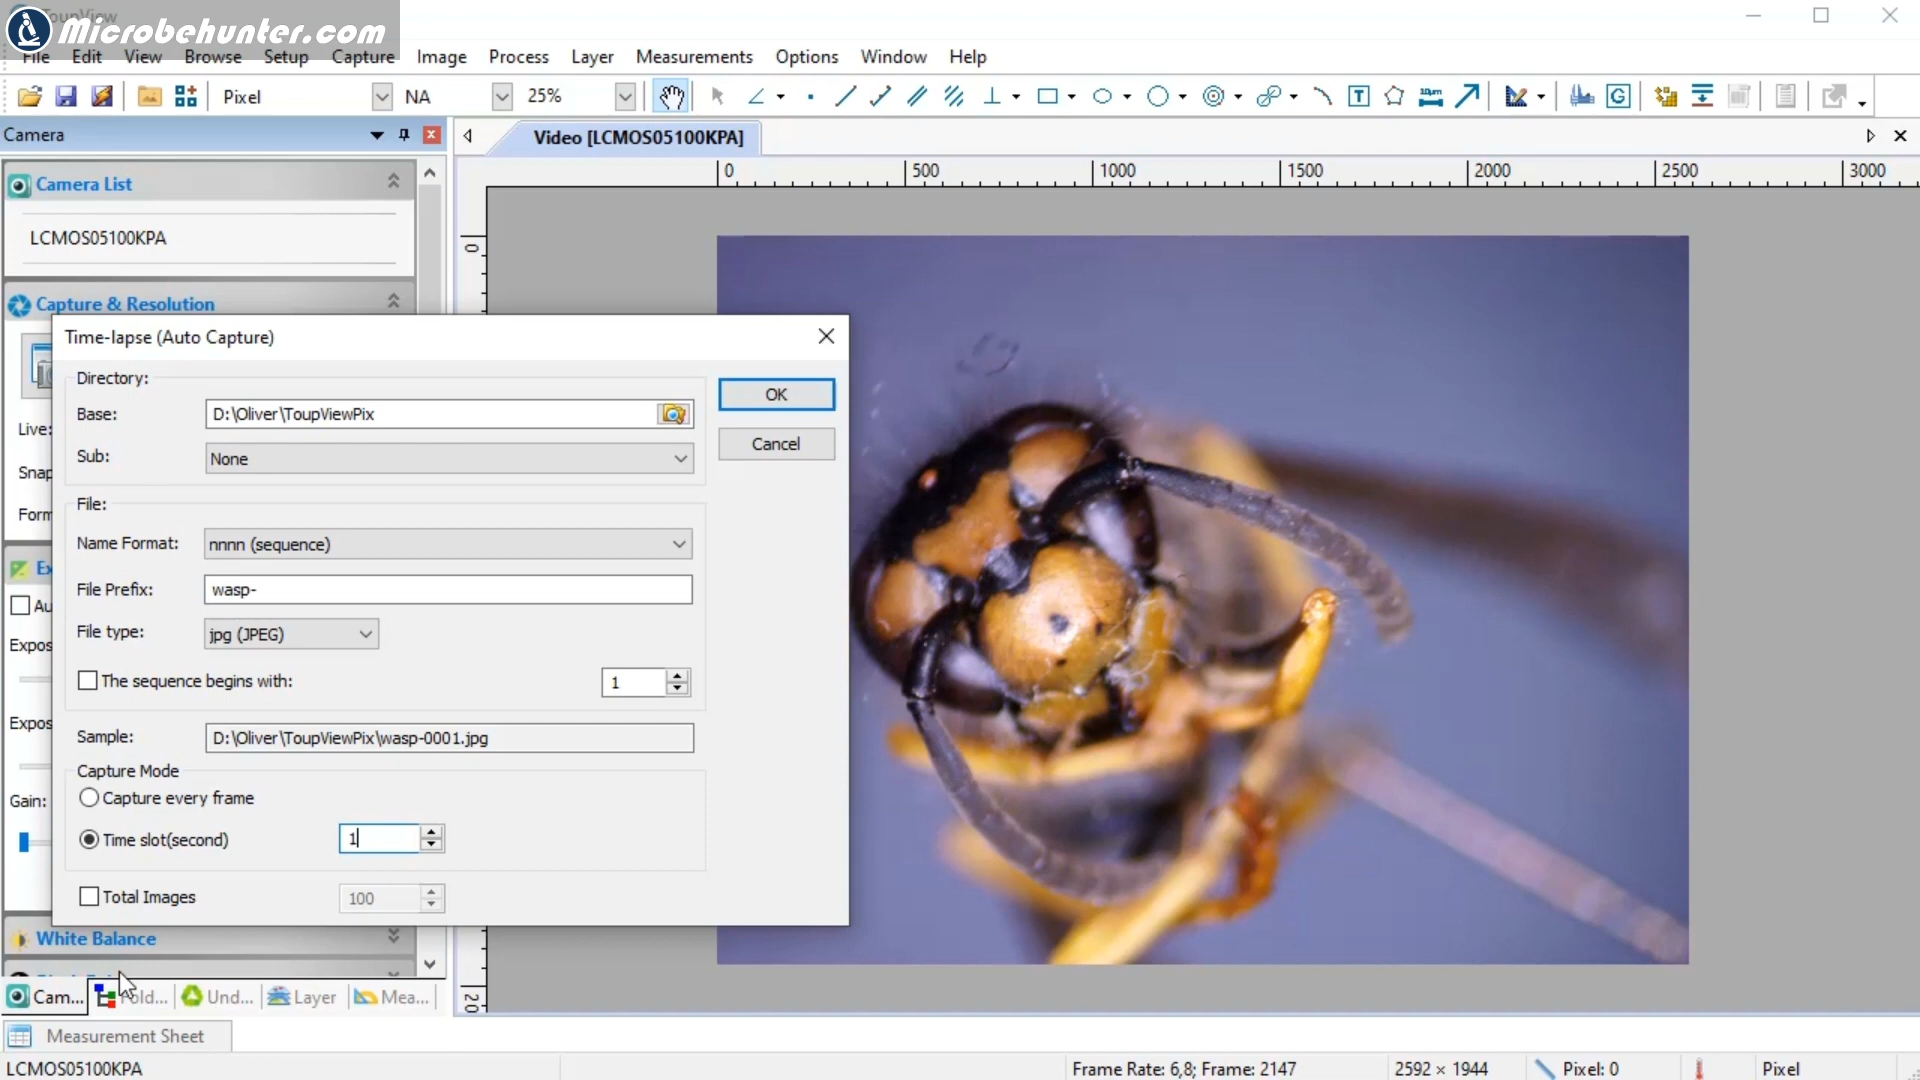 ToupView
Microbehunter.com
File Edit View Browse Setup Capture Image Process Layer Measurements Options Window Help
Pixel NA 25%
Camera
Video [LCMOS05100KPA]
0 500 1000 1500 2000 2500 3000
Camera List
LCMOS05100KPA
0
Capture & Resolution
Time-lapse (Auto Capture)
Directory:
OK
Base: D:\Oliver\ToupViewPix
Live:
Cancel
Sub: None
Snap
File:
Form
Name Format: nnnn (sequence)
Ex
File Prefix: wasp-
Au
File type: jpg (JPEG)
Expos
The sequence begins with: 1
Expos
Sample: D:\Oliver\ToupViewPix\wasp-0001.jpg
Capture Mode
Capture every frame
Gain:
Time slot(second) 1
Total Images 100
White Balance
Cam... Fold... Und... Layer Mea...
20
Measurement Sheet
LCMOS05100KPA Frame Rate: 6,8; Frame: 2147 2592 × 1944 Pixel: 0 Pixel